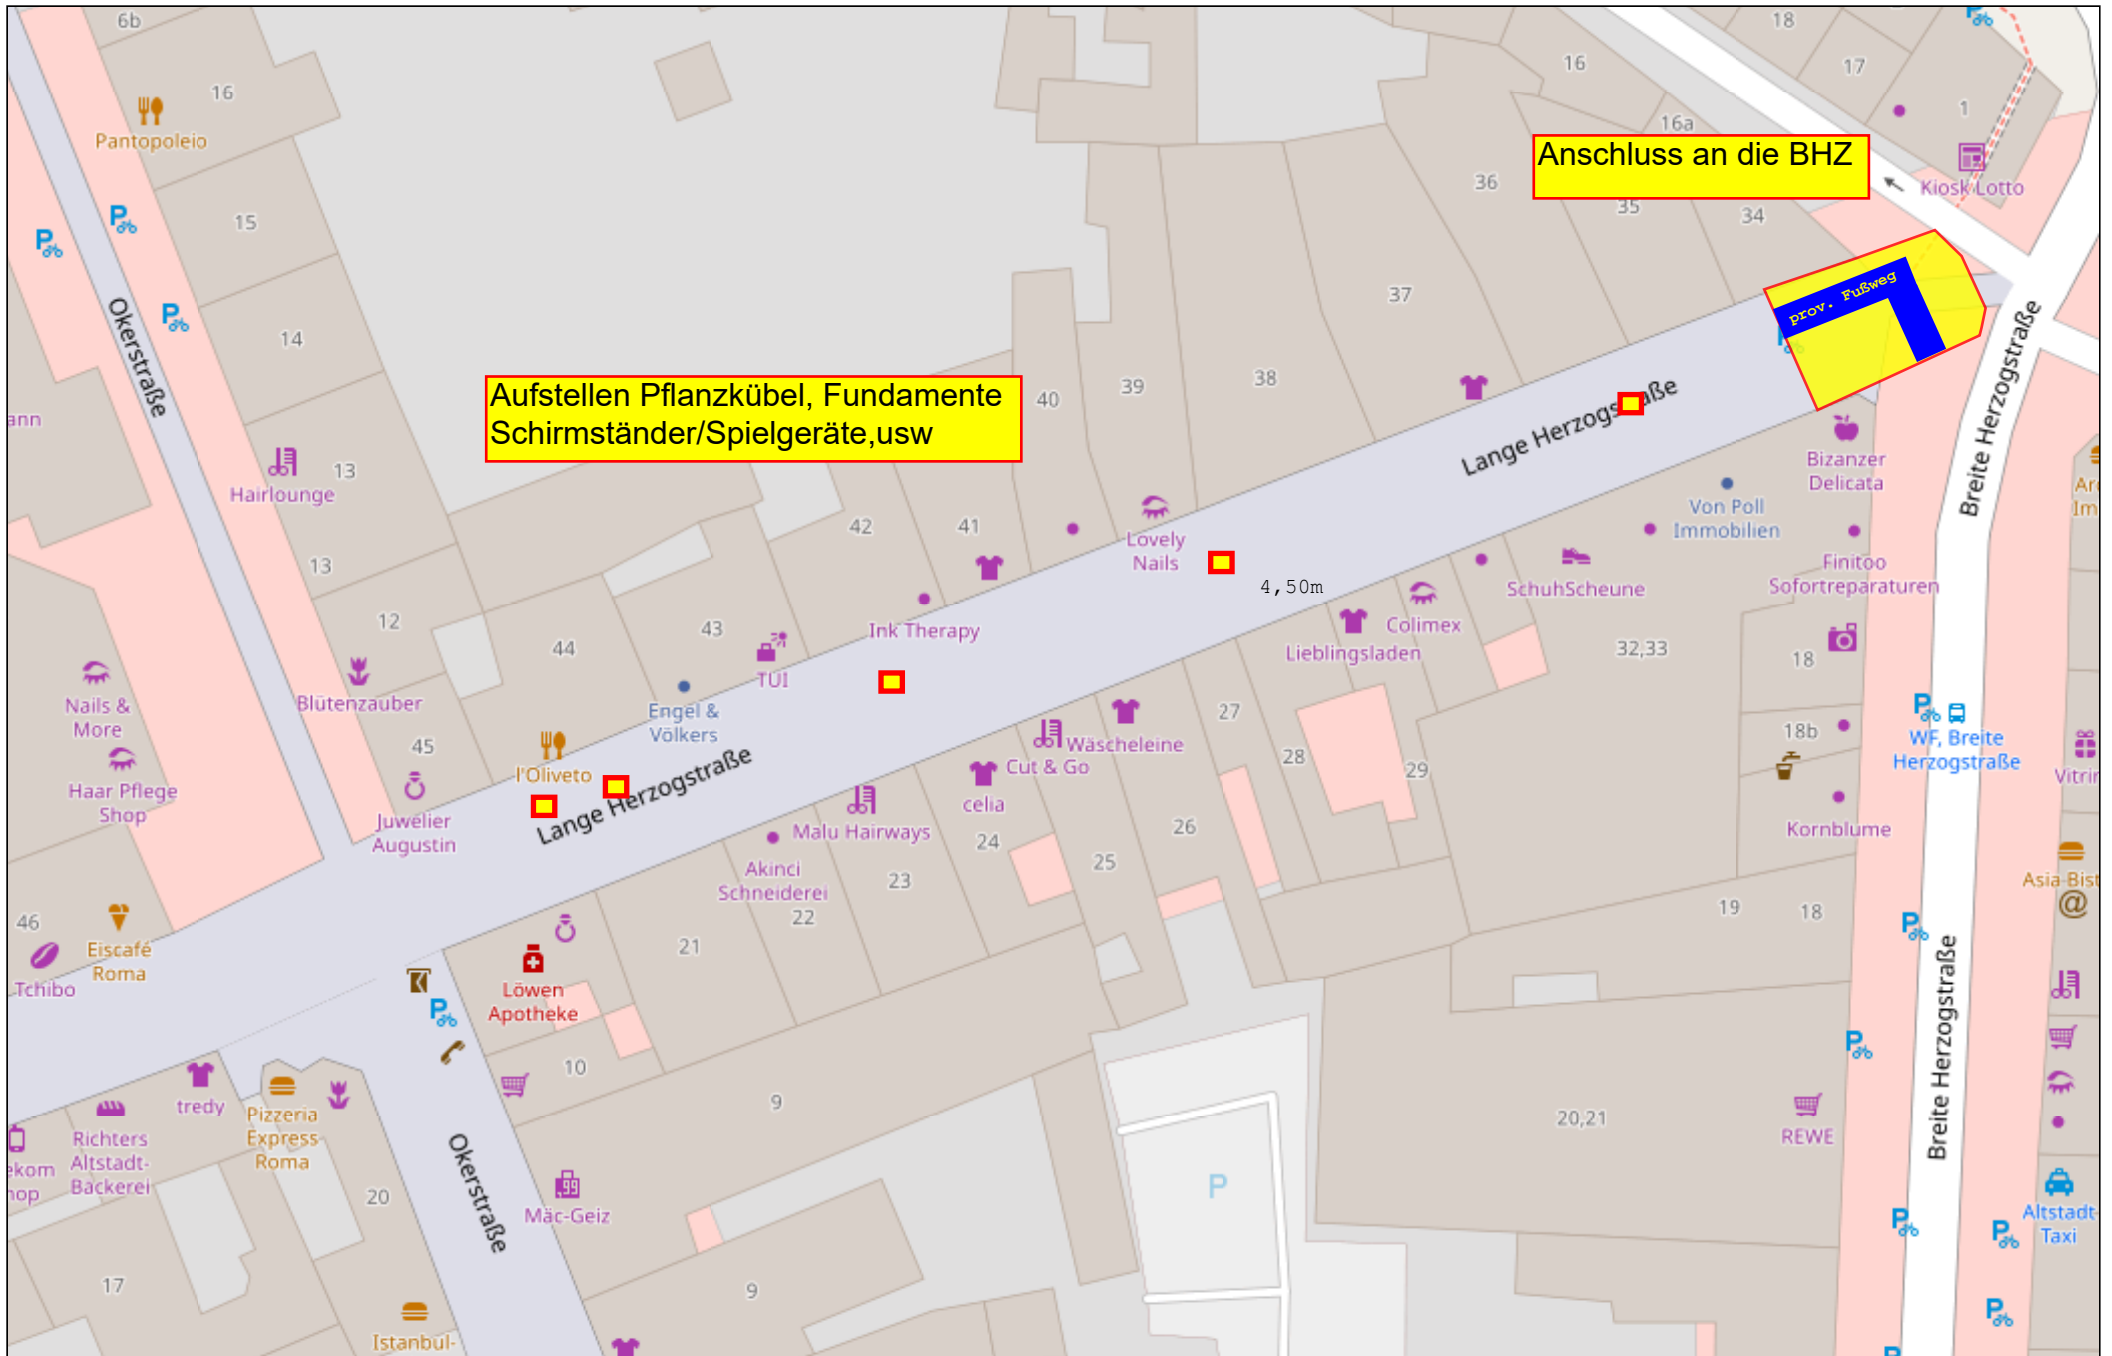 6b
16
Pantopoleio
15
14
Okerstraße
Hairlounge
13
13
12
Blütenzauber
45
Nails &
More
Haar Pflege
Shop
Juwelier
Augustin
46
Eiscafé
Roma
Tchibo
Aufstellen Pflanzkübel, Fundamente
Schirmständer/Spielgeräte,usw
44
43
42
41
40
39
38
37
36
35
34
16
16a
18
17
1
Kiosk Lotto
Anschluss an die BHZ
prov. Fußweg
Lange Herzogstraße
Breite Herzogstraße
Lovely
Nails
4,50m
Ink Therapy
TUI
Engel &
Völkers
l'Oliveto
Lange Herzogstraße
Bizanzer
Delicata
Von Poll
Immobilien
Finitoo
Sofortreparaturen
SchuhScheune
Colimex
Lieblingsladen
32,33
18
18b
WF, Breite
Herzogstraße
Kornblume
27
28
29
Wäscheleine
Cut & Go
celia
Malu Hairways
Akinci
Schneiderei
26
25
24
23
22
21
19
18
Asia-Bist
@
Löwen
Apotheke
10
9
9
Okerstraße
Mäc-Geiz
tredy
Pizzeria
Express
Roma
Richters
Altstadt-
Bäckerei
ekom
hop
20
17
Istanbul-
P
20,21
REWE
Breite Herzogstraße
Altstadt-
Taxi
ann
Vitrin
Arc
Im